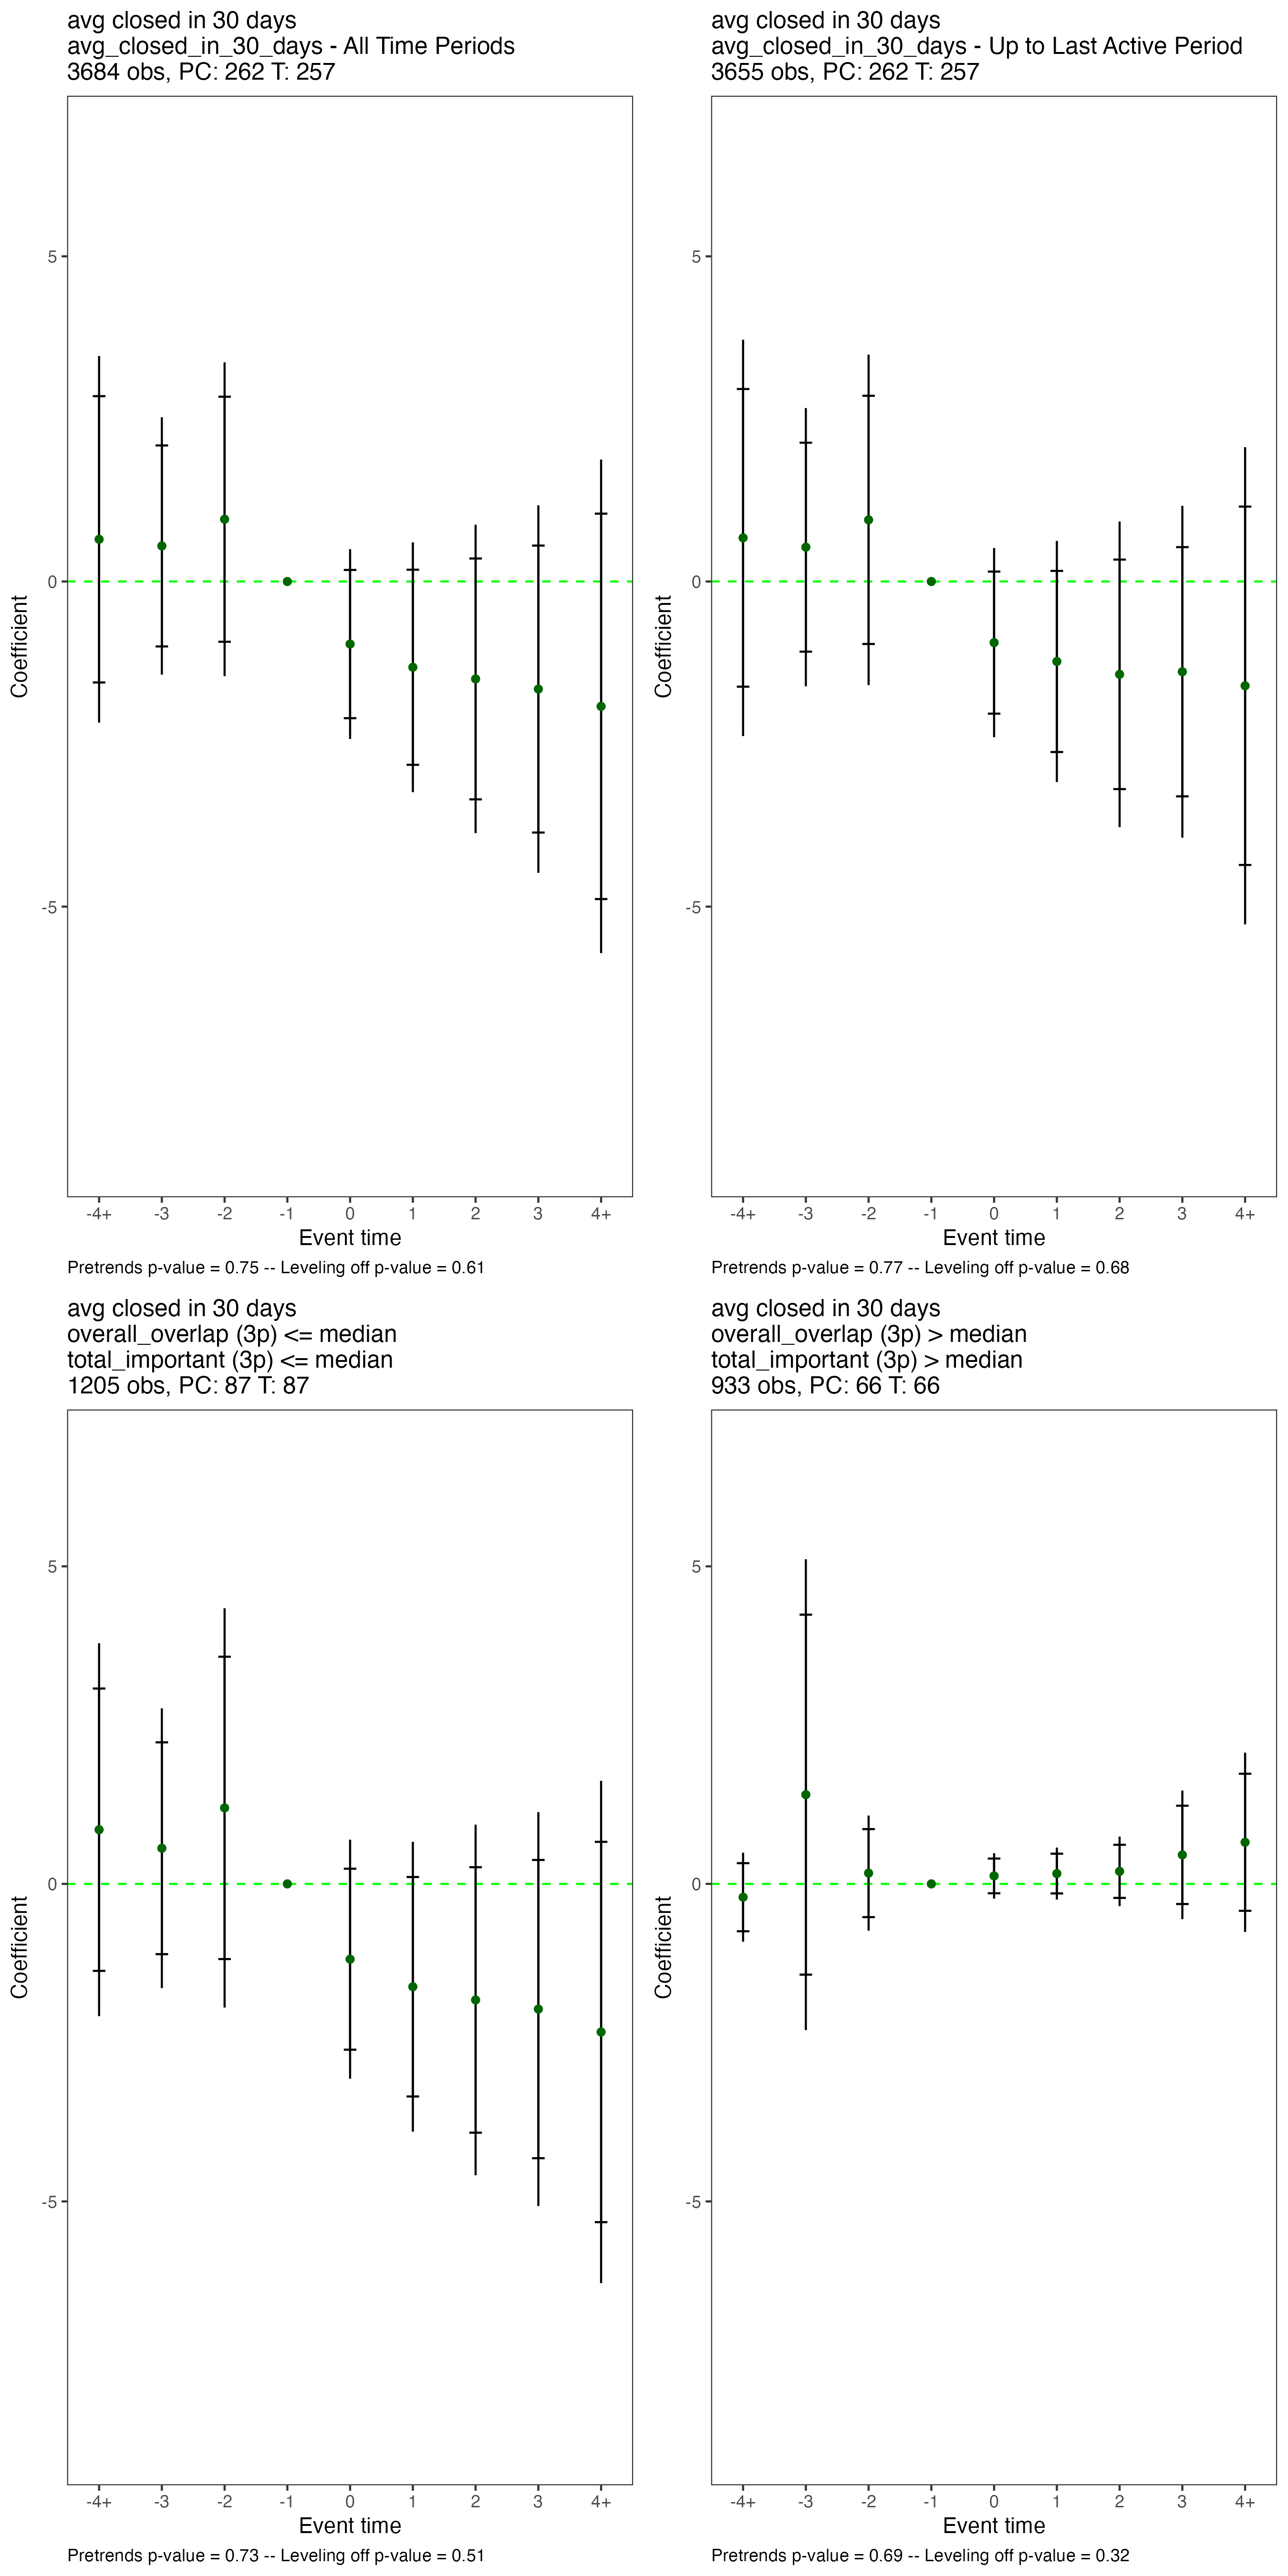 avg closed in 30 days
avg_closed_in_30_days - All Time Periods
3684 obs, PC: 262 T: 257
5
0
-5
Coefficient
-4+ -3 -2 -1 0 1 2 3 4+
Event time
Pretrends p-value = 0.75 -- Leveling off p-value = 0.61
avg closed in 30 days
avg_closed_in_30_days - Up to Last Active Period
3655 obs, PC: 262 T: 257
5
0
-5
Coefficient
-4+ -3 -2 -1 0 1 2 3 4+
Event time
Pretrends p-value = 0.77 -- Leveling off p-value = 0.68
avg closed in 30 days
overall_overlap (3p) <= median
total_important (3p) <= median
1205 obs, PC: 87 T: 87
5
0
-5
Coefficient
-4+ -3 -2 -1 0 1 2 3 4+
Event time
Pretrends p-value = 0.73 -- Leveling off p-value = 0.51
avg closed in 30 days
overall_overlap (3p) > median
total_important (3p) > median
933 obs, PC: 66 T: 66
5
0
-5
Coefficient
-4+ -3 -2 -1 0 1 2 3 4+
Event time
Pretrends p-value = 0.69 -- Leveling off p-value = 0.32